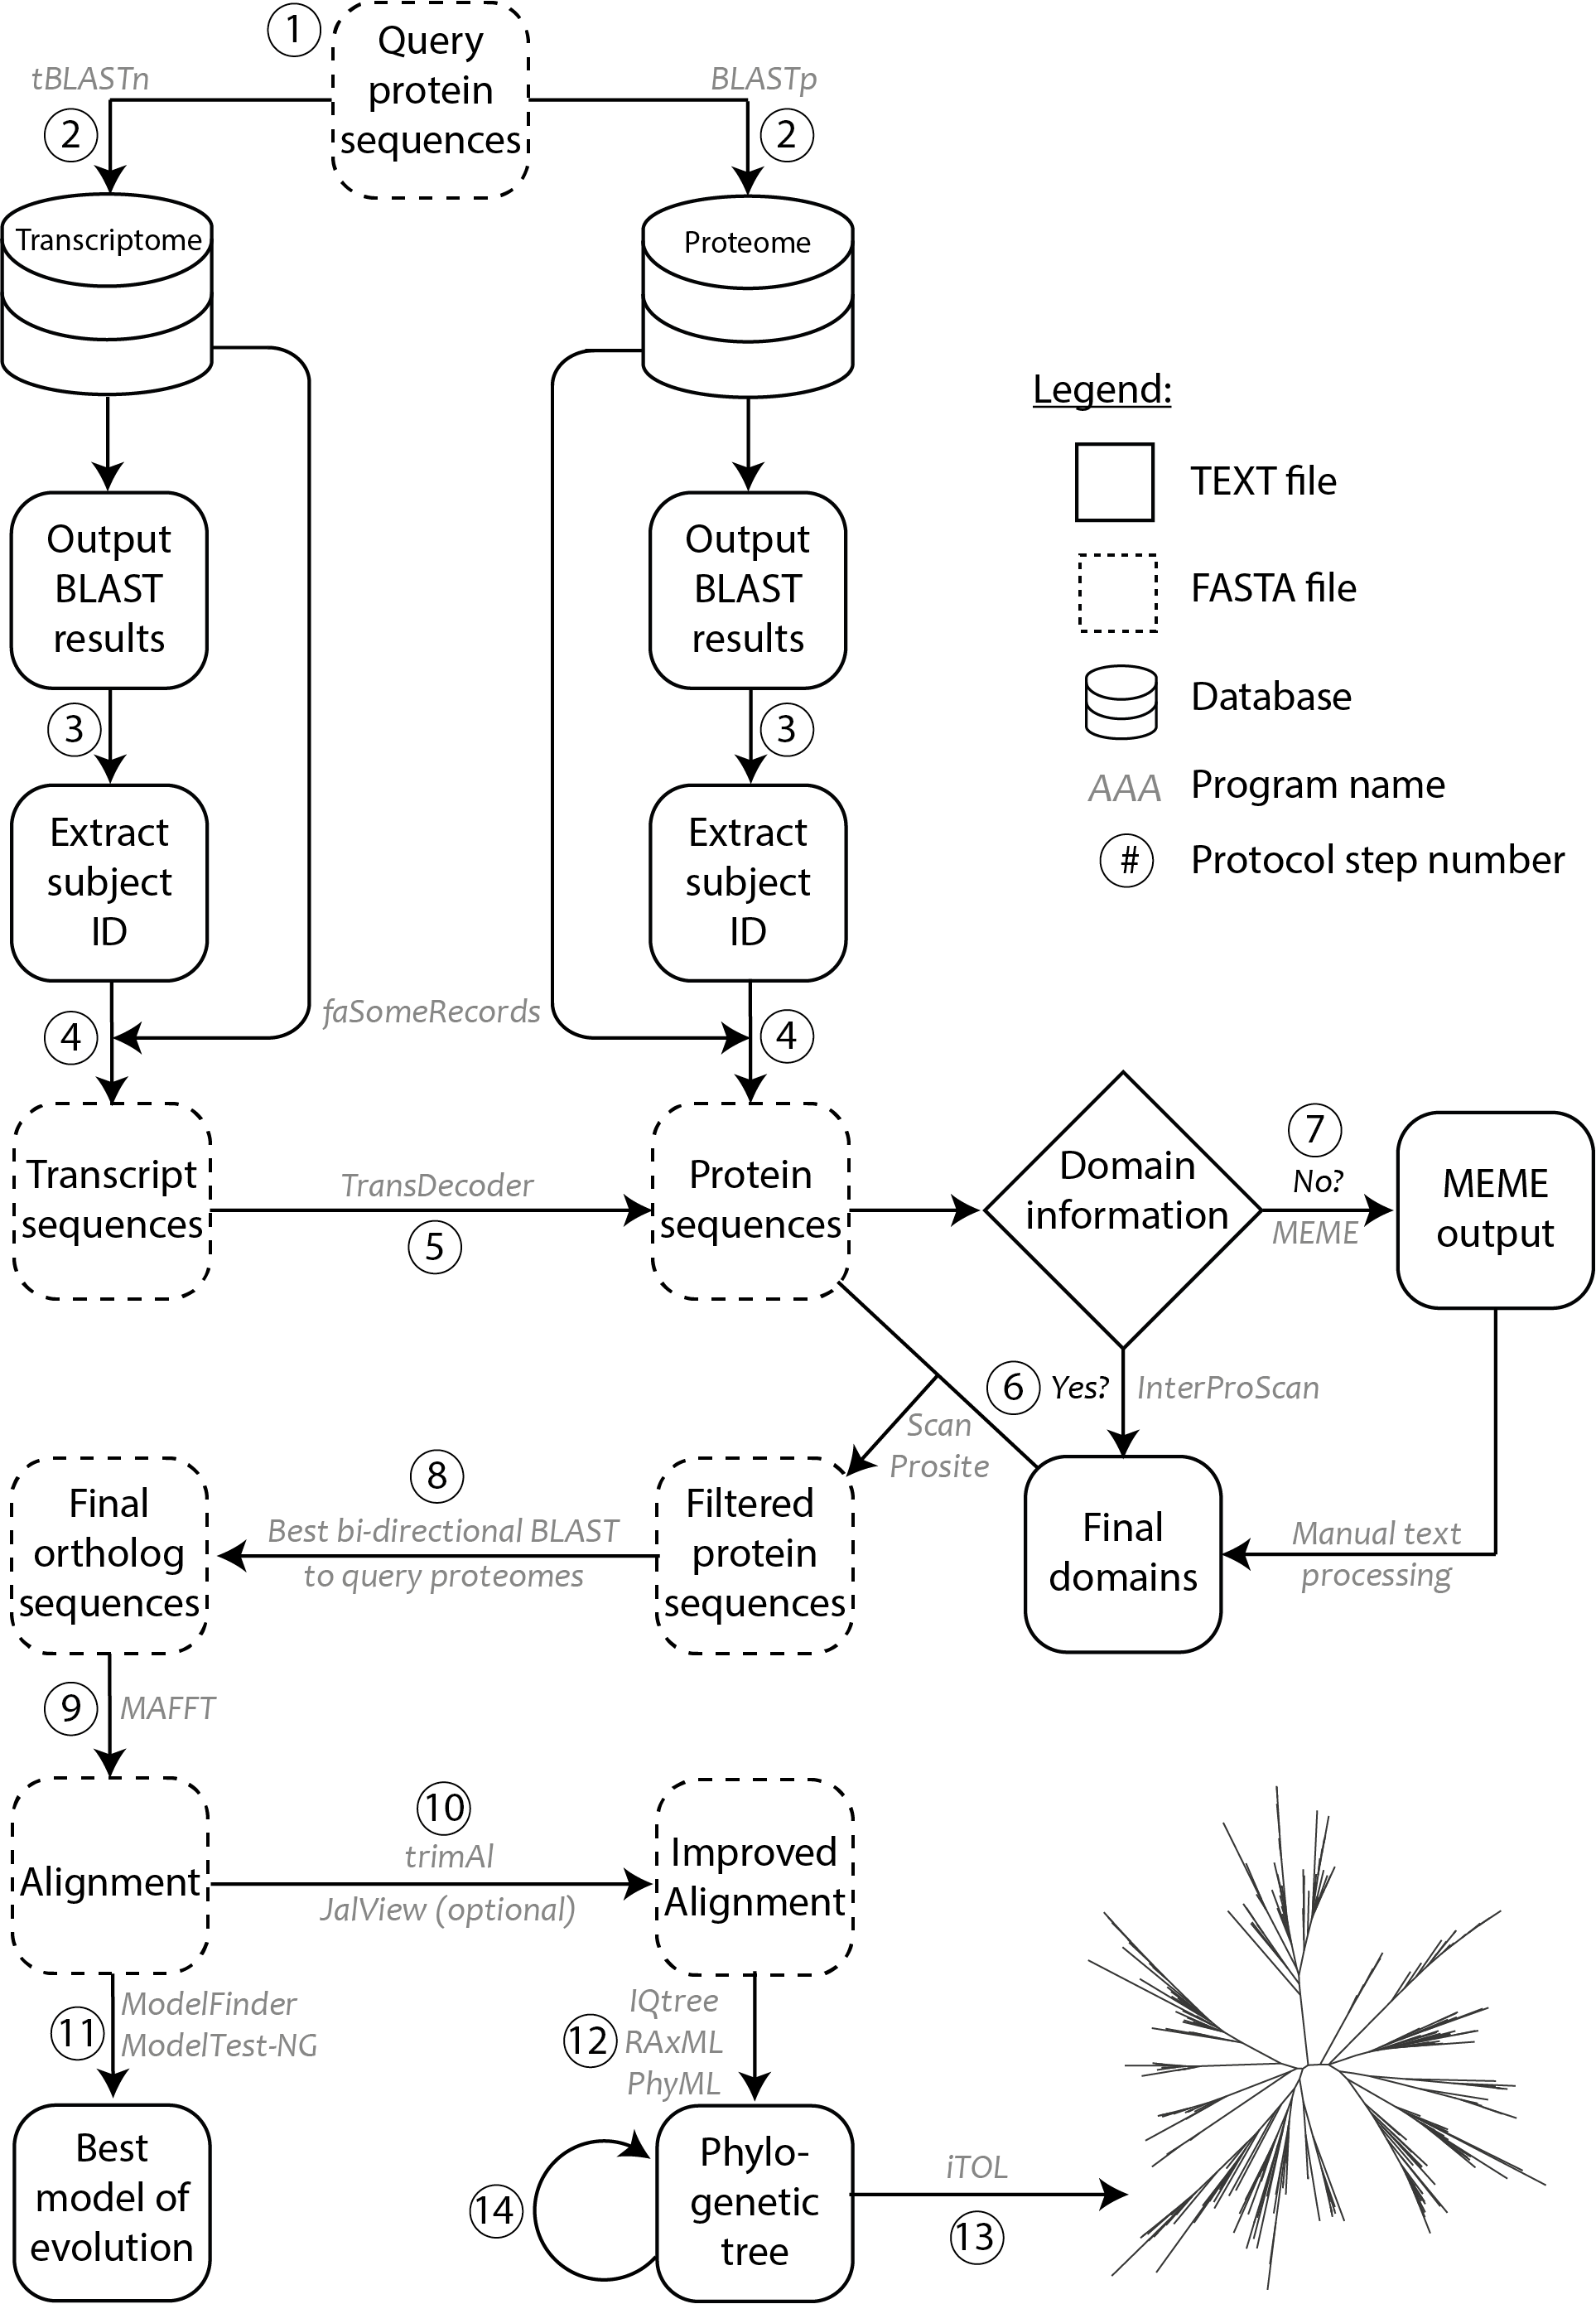 1
Query
protein
sequences
tBLASTn
2
BLASTp
2
Transcriptome
Proteome
Output
BLAST
results
Output
BLAST
results
3
3
Extract
subject
ID
Extract
subject
ID
faSomeRecords
4
4
Legend:
TEXT file
FASTA file
Database
AAA Program name
# Protocol step number
Transcript
sequences
TransDecoder
5
Protein
sequences
Domain
information
7
No?
MEME
MEME
output
6 Yes? InterProScan
Scan
Prosite
Final
domains
Manual text
processing
Filtered
protein
sequences
8
Best bi-directional BLAST
to query proteomes
Final
ortholog
sequences
9 MAFFT
Alignment
10
trimAl
JalView (optional)
Improved
Alignment
11
ModelFinder
ModelTest-NG
Best
model of
evolution
12
IQtree
RAxML
PhyML
Phylo-
genetic
tree
14
iTOL
13